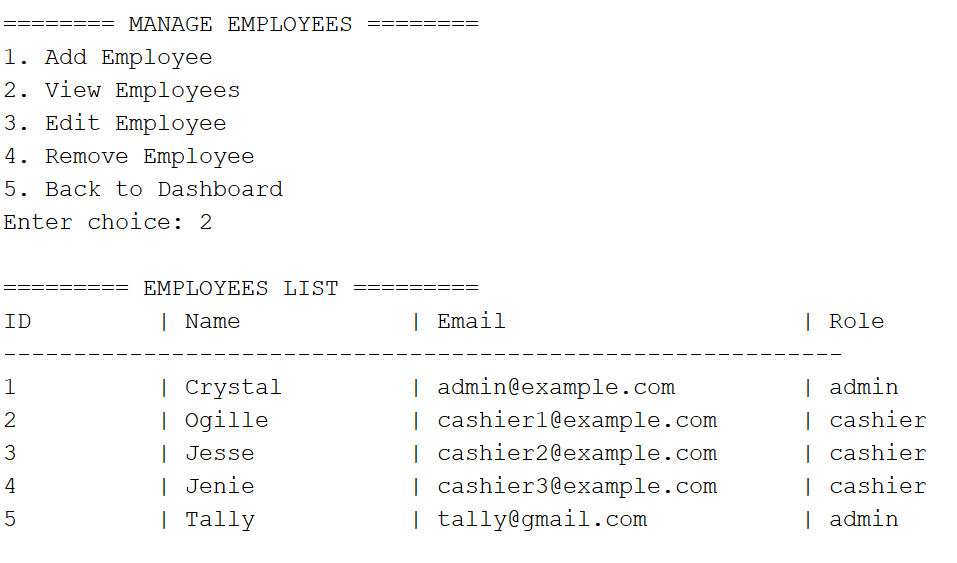 ======== MANAGE EMPLOYEES ========
1. Add Employee
2. View Employees
3. Edit Employee
4. Remove Employee
5. Back to Dashboard
Enter choice: 2

========= EMPLOYEES LIST =========
ID          | Name            | Email                     | Role
------------------------------------------------------------
1           | Crystal         | admin@example.com         | admin
2           | Ogille          | cashier1@example.com      | cashier
3           | Jesse           | cashier2@example.com      | cashier
4           | Jenie           | cashier3@example.com      | cashier
5           | Tally           | tally@gmail.com           | admin